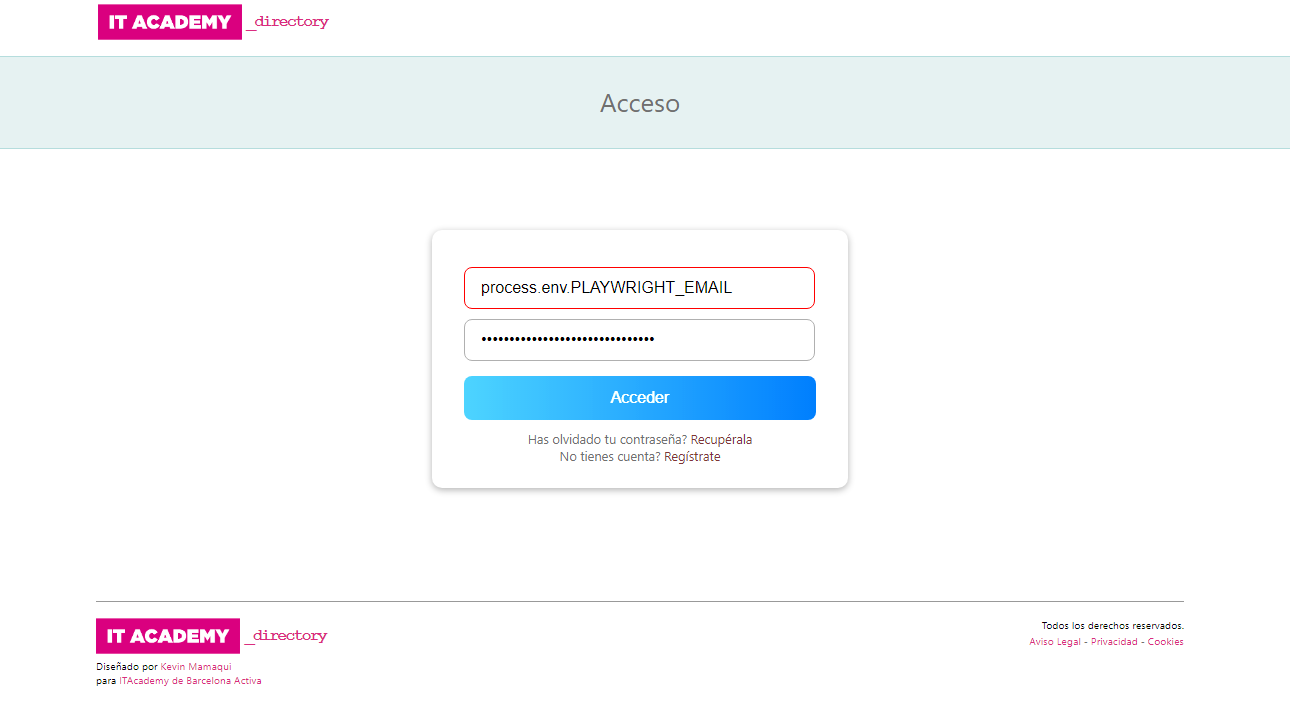 IT ACADEMY _directory
Acceso
process.env.PLAYWRIGHT_EMAIL
•••••••••••••••••••••••••••••••
Acceder
Has olvidado tu contraseña? Recupérala
No tienes cuenta? Regístrate
IT ACADEMY _directory
Todos los derechos reservados.
Aviso Legal - Privacidad - Cookies
Diseñado por Kevin Mamaqui
para ITAcademy de Barcelona Activa